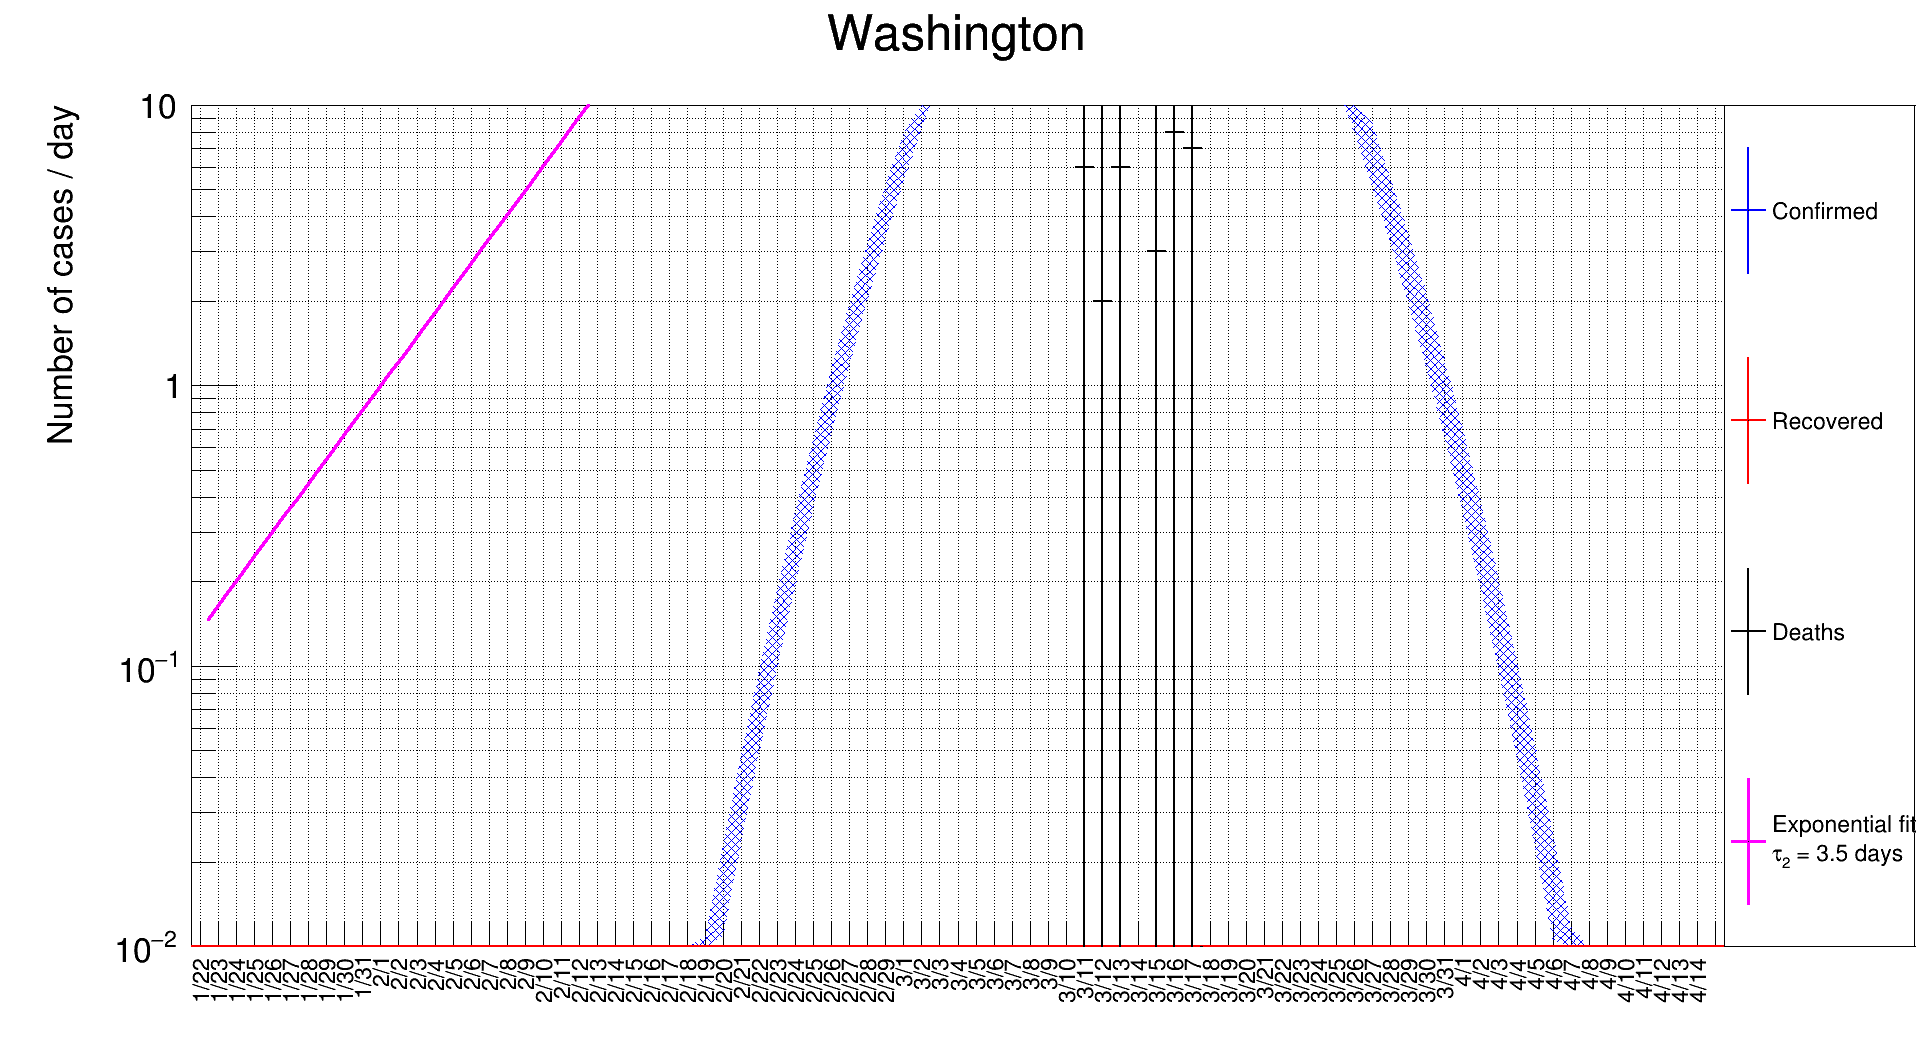 Washington
Number of cases / day
10
1
10⁻¹
10⁻²
1/22 1/23 1/24 1/25 1/26 1/27 1/28 1/29 1/30 1/31 2/1 2/2 2/3 2/4 2/5 2/6 2/7 2/8 2/9 2/10 2/11 2/12 2/13 2/14 2/15 2/16 2/17 2/18 2/19 2/20 2/21 2/22 2/23 2/24 2/25 2/26 2/27 2/28 2/29 3/1 3/2 3/3 3/4 3/5 3/6 3/7 3/8 3/9 3/10 3/11 3/12 3/13 3/14 3/15 3/16 3/17 3/18 3/19 3/20 3/21 3/22 3/23 3/24 3/25 3/26 3/27 3/28 3/29 3/30 3/31 4/1 4/2 4/3 4/4 4/5 4/6 4/7 4/8 4/9 4/10 4/11 4/12 4/13 4/14
Confirmed
Recovered
Deaths
Exponential fit
τ₂ = 3.5 days